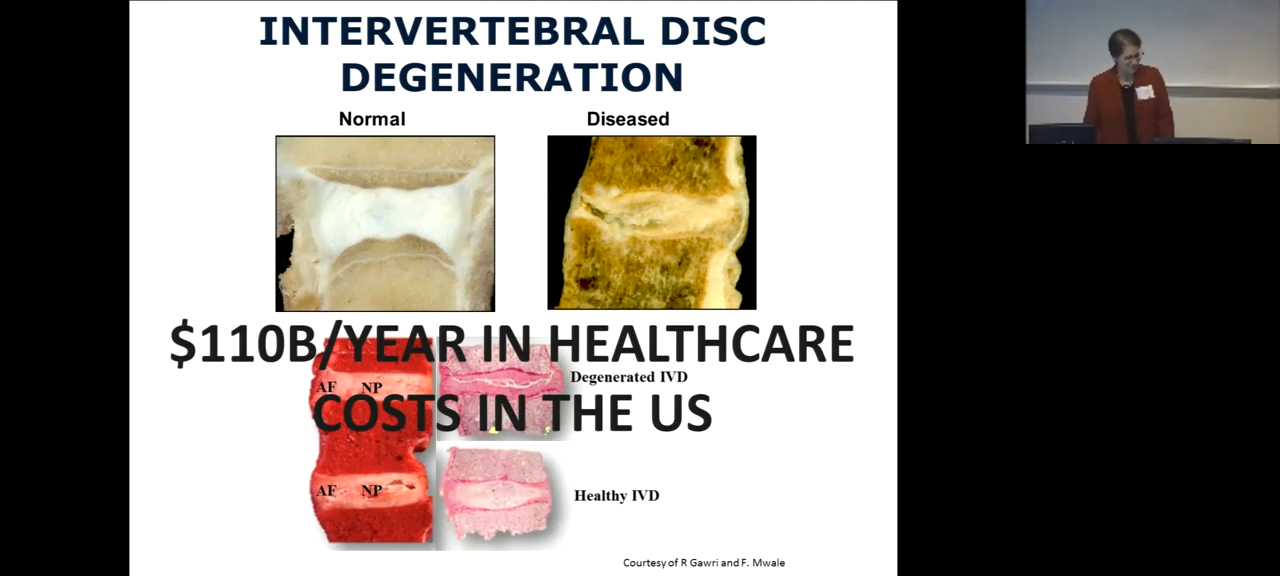 INTERVERTEBRAL DISC
DEGENERATION
Normal
Diseased
$110B/YEAR IN HEALTHCARE
COSTS IN THE US
AF NP
Degenerated IVD
AF NP
Healthy IVD
Courtesy of R Gawri and F. Mwale